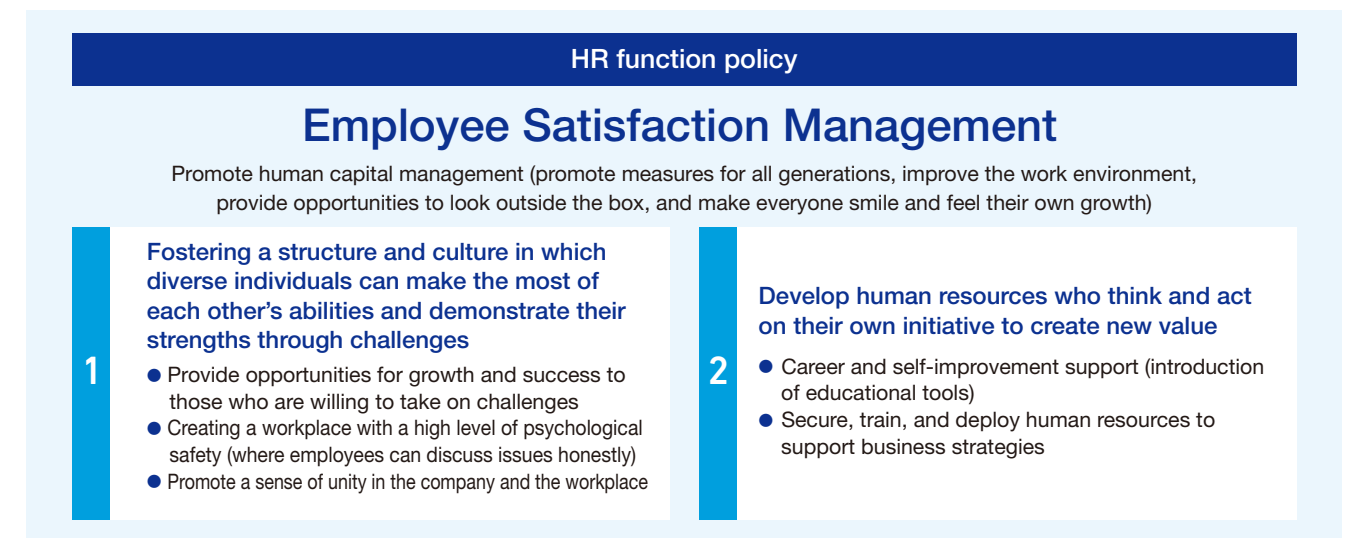 HR function policy
Employee Satisfaction Management
Promote human capital management (promote measures for all generations, improve the work environment,
provide opportunities to look outside the box, and make everyone smile and feel their own growth)
1
Fostering a structure and culture in which
diverse individuals can make the most of
each other’s abilities and demonstrate their
strengths through challenges
● Provide opportunities for growth and success to
those who are willing to take on challenges
● Creating a workplace with a high level of psychological
safety (where employees can discuss issues honestly)
● Promote a sense of unity in the company and the workplace
2
Develop human resources who think and act
on their own initiative to create new value
● Career and self-improvement support (introduction
of educational tools)
● Secure, train, and deploy human resources to
support business strategies